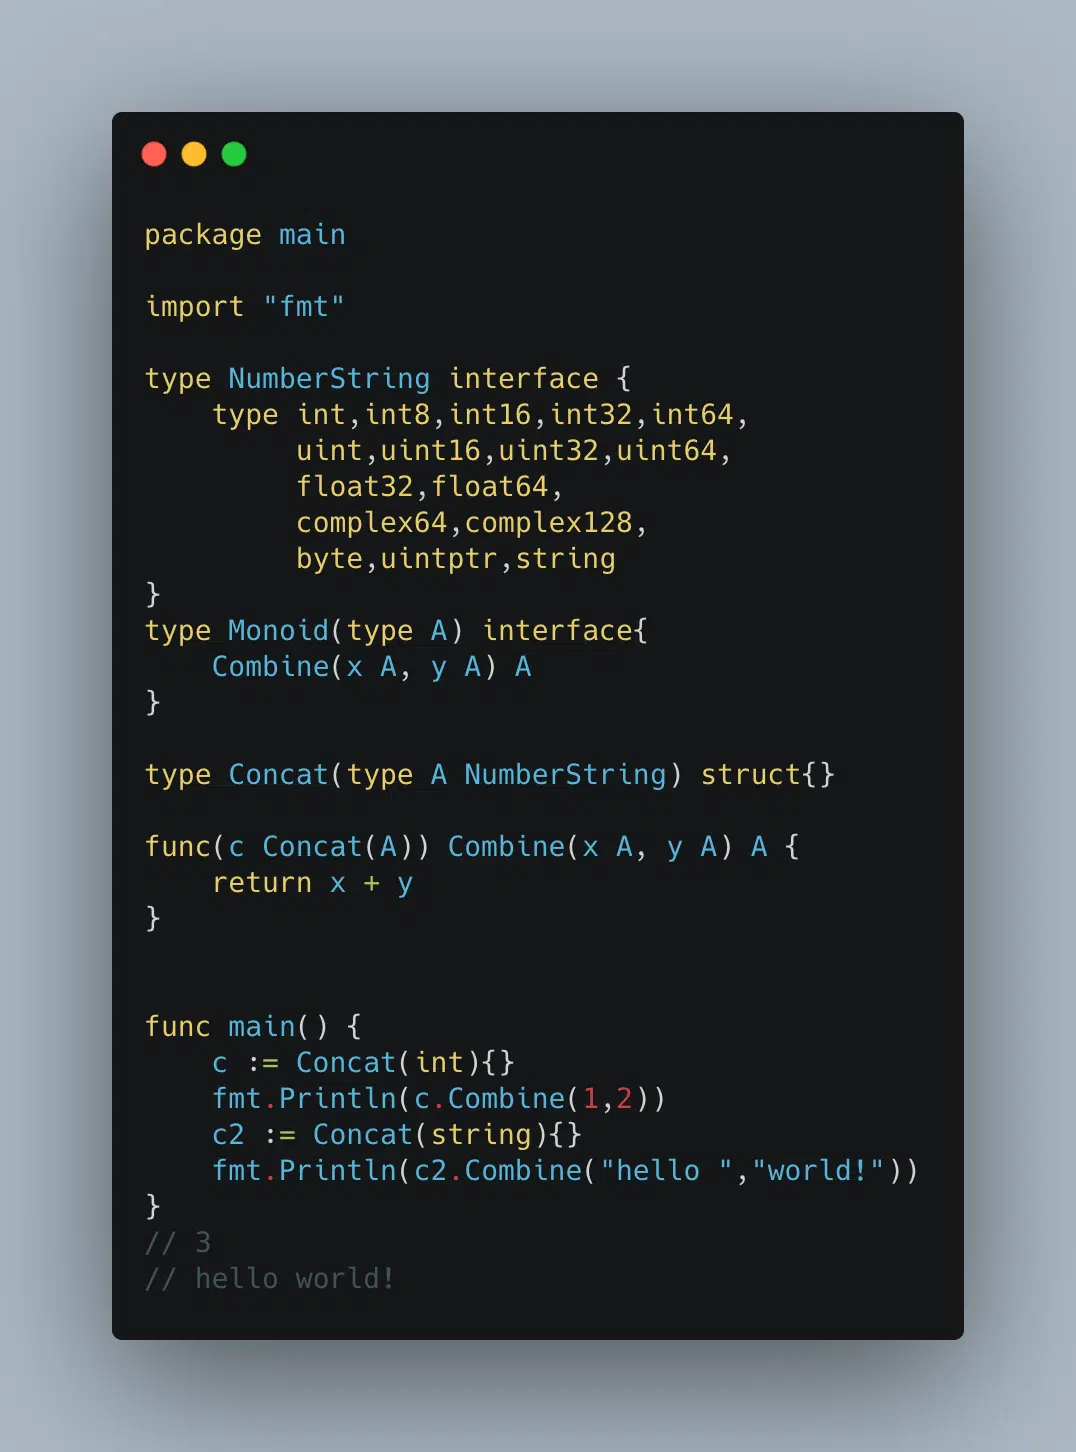 package main
import "fmt"
type NumberString interface {
type int,int8,int16,int32,int64,
uint,uint16,uint32,uint64,
float32,float64,
complex64,complex128,
byte,uintptr,string
}
type Monoid(type A) interface{
Combine(x A, y A) A
}
type Concat(type A NumberString) struct{}
func(c Concat(A)) Combine(x A, y A) A {
return x + y
}
func main() {
c := Concat(int){}
fmt.Println(c.Combine(1,2))
c2 := Concat(string){}
fmt.Println(c2.Combine("hello ","world!"))
}
// 3
// hello world!